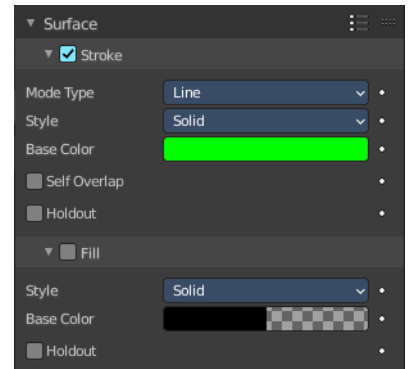 Surface
Stroke
Mode Type Line
Style Solid
Base Color
Self Overlap
Holdout
Fill
Style Solid
Base Color
Holdout